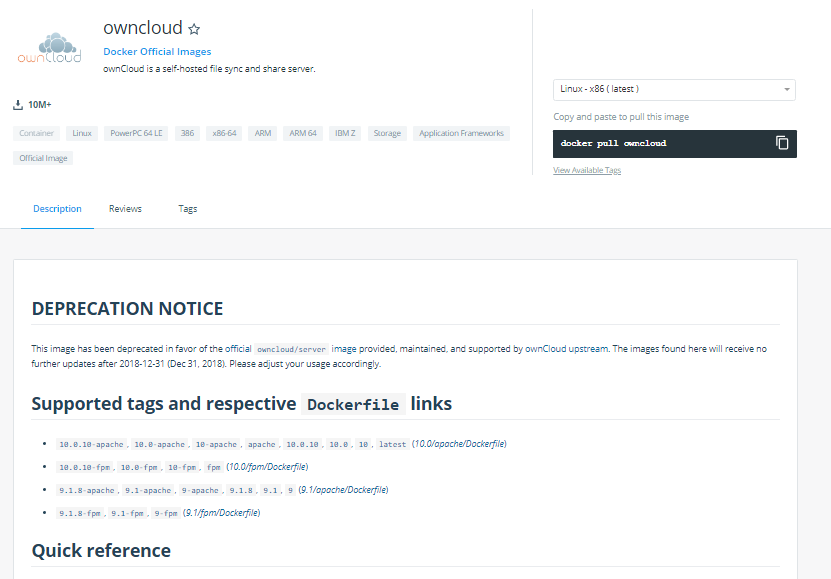 owncloud
ownCloud
Docker Official Images
ownCloud is a self-hosted file sync and share server.
10M+
Container Linux PowerPC 64 LE 386 x86-64 ARM ARM 64 IBM Z Storage Application Frameworks
Official Image
Linux - x86 ( latest )
Copy and paste to pull this image
docker pull owncloud
View Available Tags
Description Reviews Tags
DEPRECATION NOTICE
This image has been deprecated in favor of the official owncloud/server image provided, maintained, and supported by ownCloud upstream. The images found here will receive no
further updates after 2018-12-31 (Dec 31, 2018). Please adjust your usage accordingly.
Supported tags and respective Dockerfile links
• 10.0.10-apache, 10.0-apache, 10-apache, apache, 10.0.10, 10.0, 10, latest (10.0/apache/Dockerfile)
• 10.0.10-fpm, 10.0-fpm, 10-fpm, fpm (10.0/fpm/Dockerfile)
• 9.1.8-apache, 9.1-apache, 9-apache, 9.1.8, 9.1, 9 (9.1/apache/Dockerfile)
• 9.1.8-fpm, 9.1-fpm, 9-fpm (9.1/fpm/Dockerfile)
Quick reference